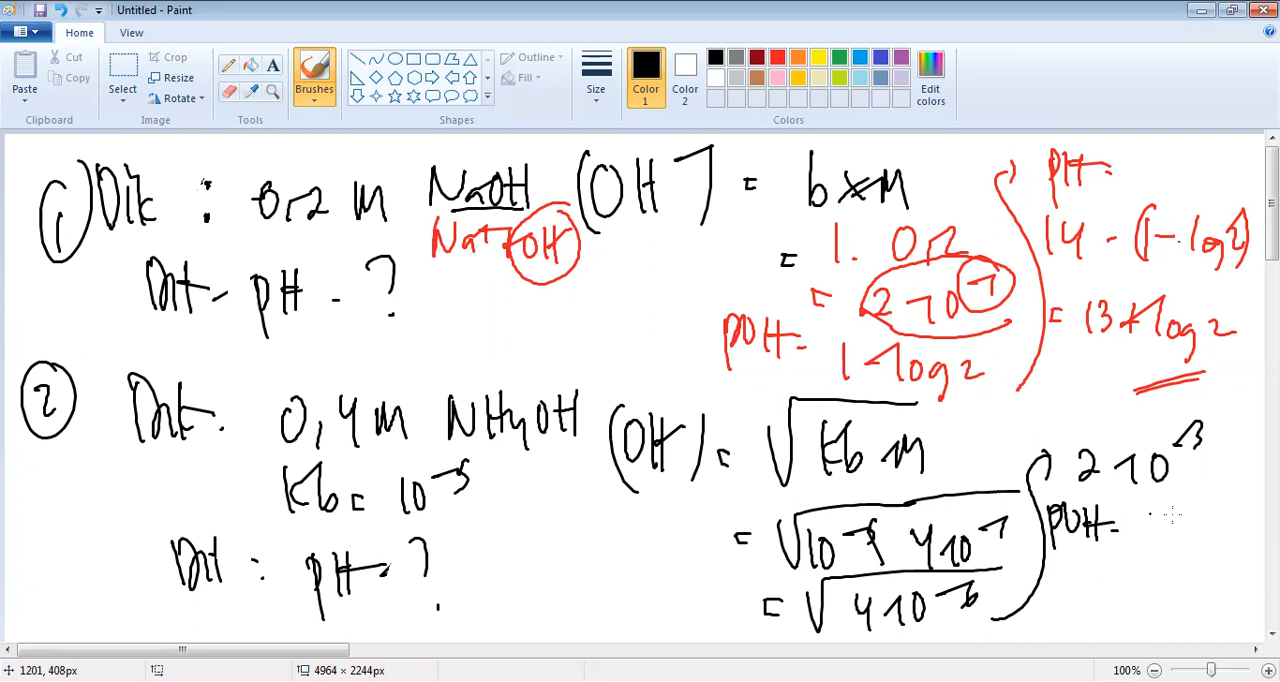 Untitled - Paint
Home
View
Paste
Cut
Copy
Clipboard
Select
Crop
Resize
Rotate
Image
Tools
Brushes
Shapes
Outline
Fill
Size
Color 1
Color 2
Edit colors
Colors
① Dik : 0,2 M NaOH
Na+ + OH
Dit - pH - ?
(OH-) = b x M
= 1 . 0,2
= 2 10-1
pOH = 1 - log 2
pH =
14 - (1 - log 2)
= 13 + log 2
② Dik. 0,4 M NH4OH
Kb = 10-5
Dit : pH = ?
(OH-) = √Kb M
= √10-5 4 10-1
= √4 10-6
2 10-3
pOH =
1201, 408px
4964 × 2244px
100%